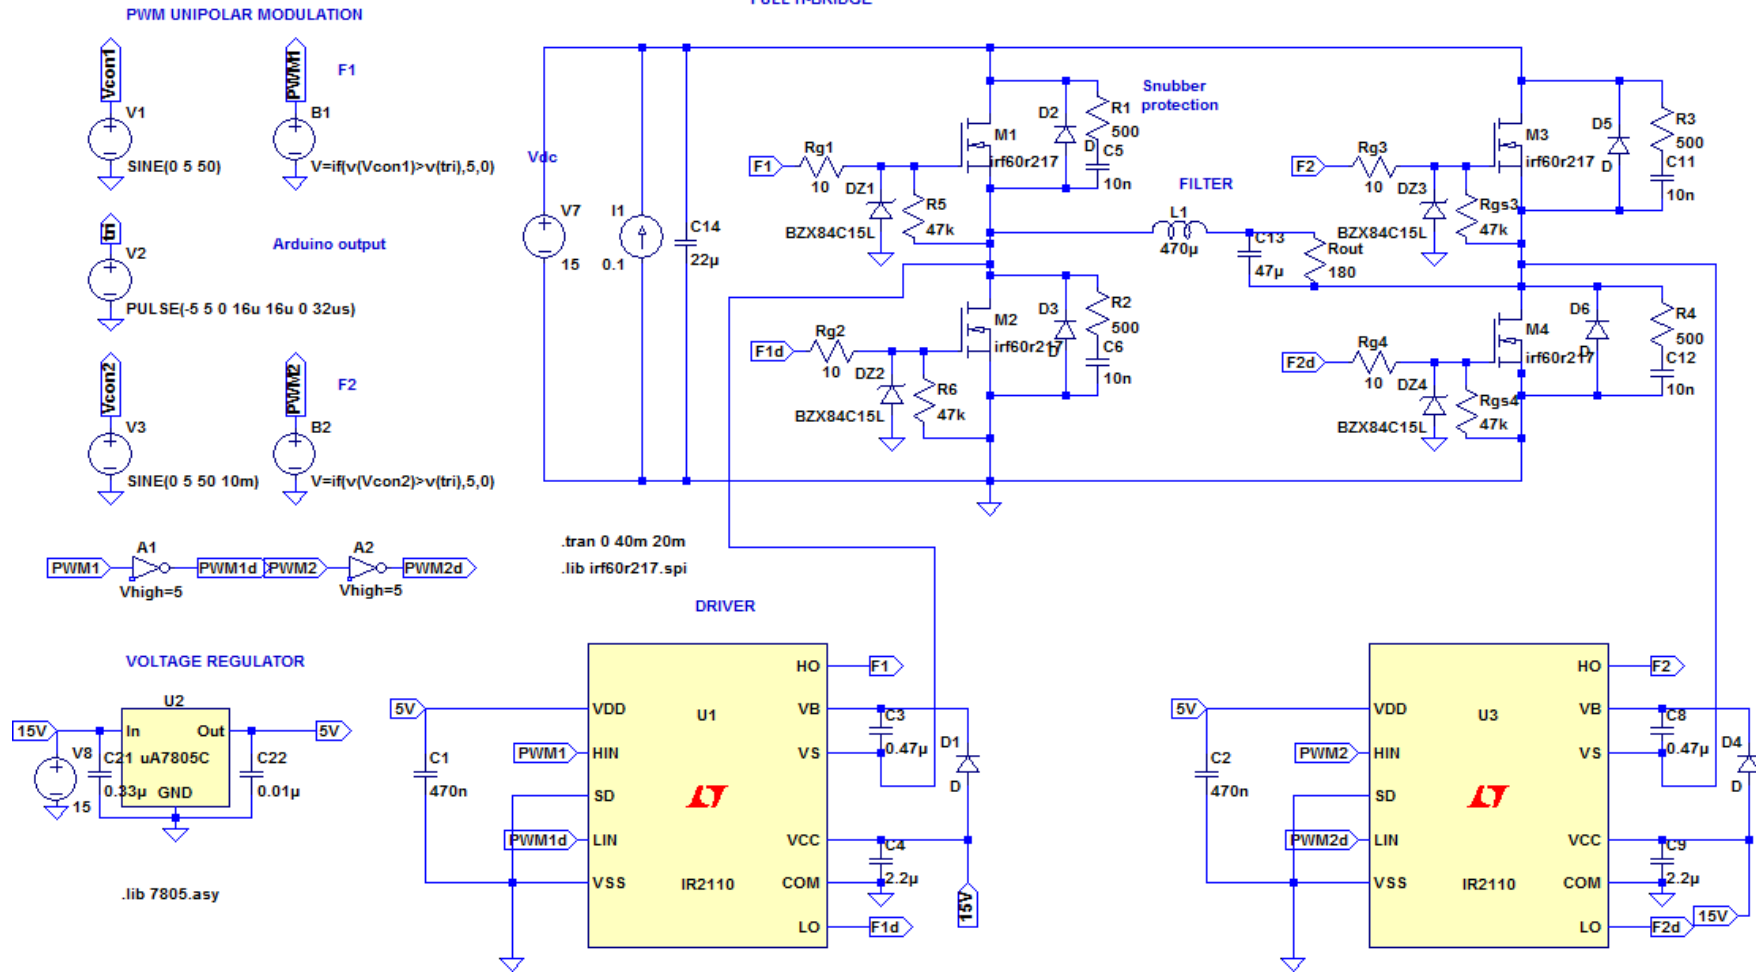 PWM UNIPOLAR MODULATION
Vcon1
V1
SINE(0 5 50)
PWM1
F1
B1
V=if(v(Vcon1)>v(tri),5,0)
tri
V2
PULSE(-5 5 0 16u 16u 0 32us)
Arduino output
Vcon2
V3
SINE(0 5 50 10m)
PWM2
F2
B2
V=if(v(Vcon2)>v(tri),5,0)
PWM1
A1
Vhigh=5
PWM1d
PWM2
A2
Vhigh=5
PWM2d
VOLTAGE REGULATOR
15V
V8
15
C21
0.33µ
U2
In
Out
uA7805C
GND
5V
C22
0.01µ
.lib 7805.asy
FULL H-BRIDGE
Vdc
V7
15
I1
0.1
C14
22µ
F1
Rg1
10
DZ1
BZX84C15L
R5
47k
M1
irf60r217
D2
D
R1
500
C5
10n
Snubber
protection
F1d
Rg2
10
DZ2
BZX84C15L
R6
47k
M2
irf60r217
D3
D
R2
500
C6
10n
FILTER
L1
470µ
C13
47µ
Rout
180
F2
Rg3
10
DZ3
BZX84C15L
Rgs3
47k
M3
irf60r217
D5
D
R3
500
C11
10n
F2d
Rg4
10
DZ4
BZX84C15L
Rgs4
47k
M4
irf60r217
D6
D
R4
500
C12
10n
.tran 0 40m 20m
.lib irf60r217.spi
DRIVER
5V
C1
470n
PWM1
PWM1d
VDD
HIN
SD
LIN
VSS
U1
IR2110
HO
VB
VS
VCC
COM
LO
F1
C3
0.47µ
D1
D
C4
2.2µ
15V
F1d
5V
C2
470n
PWM2
PWM2d
VDD
HIN
SD
LIN
VSS
U3
IR2110
HO
VB
VS
VCC
COM
LO
F2
C8
0.47µ
D4
D
C9
2.2µ
15V
F2d